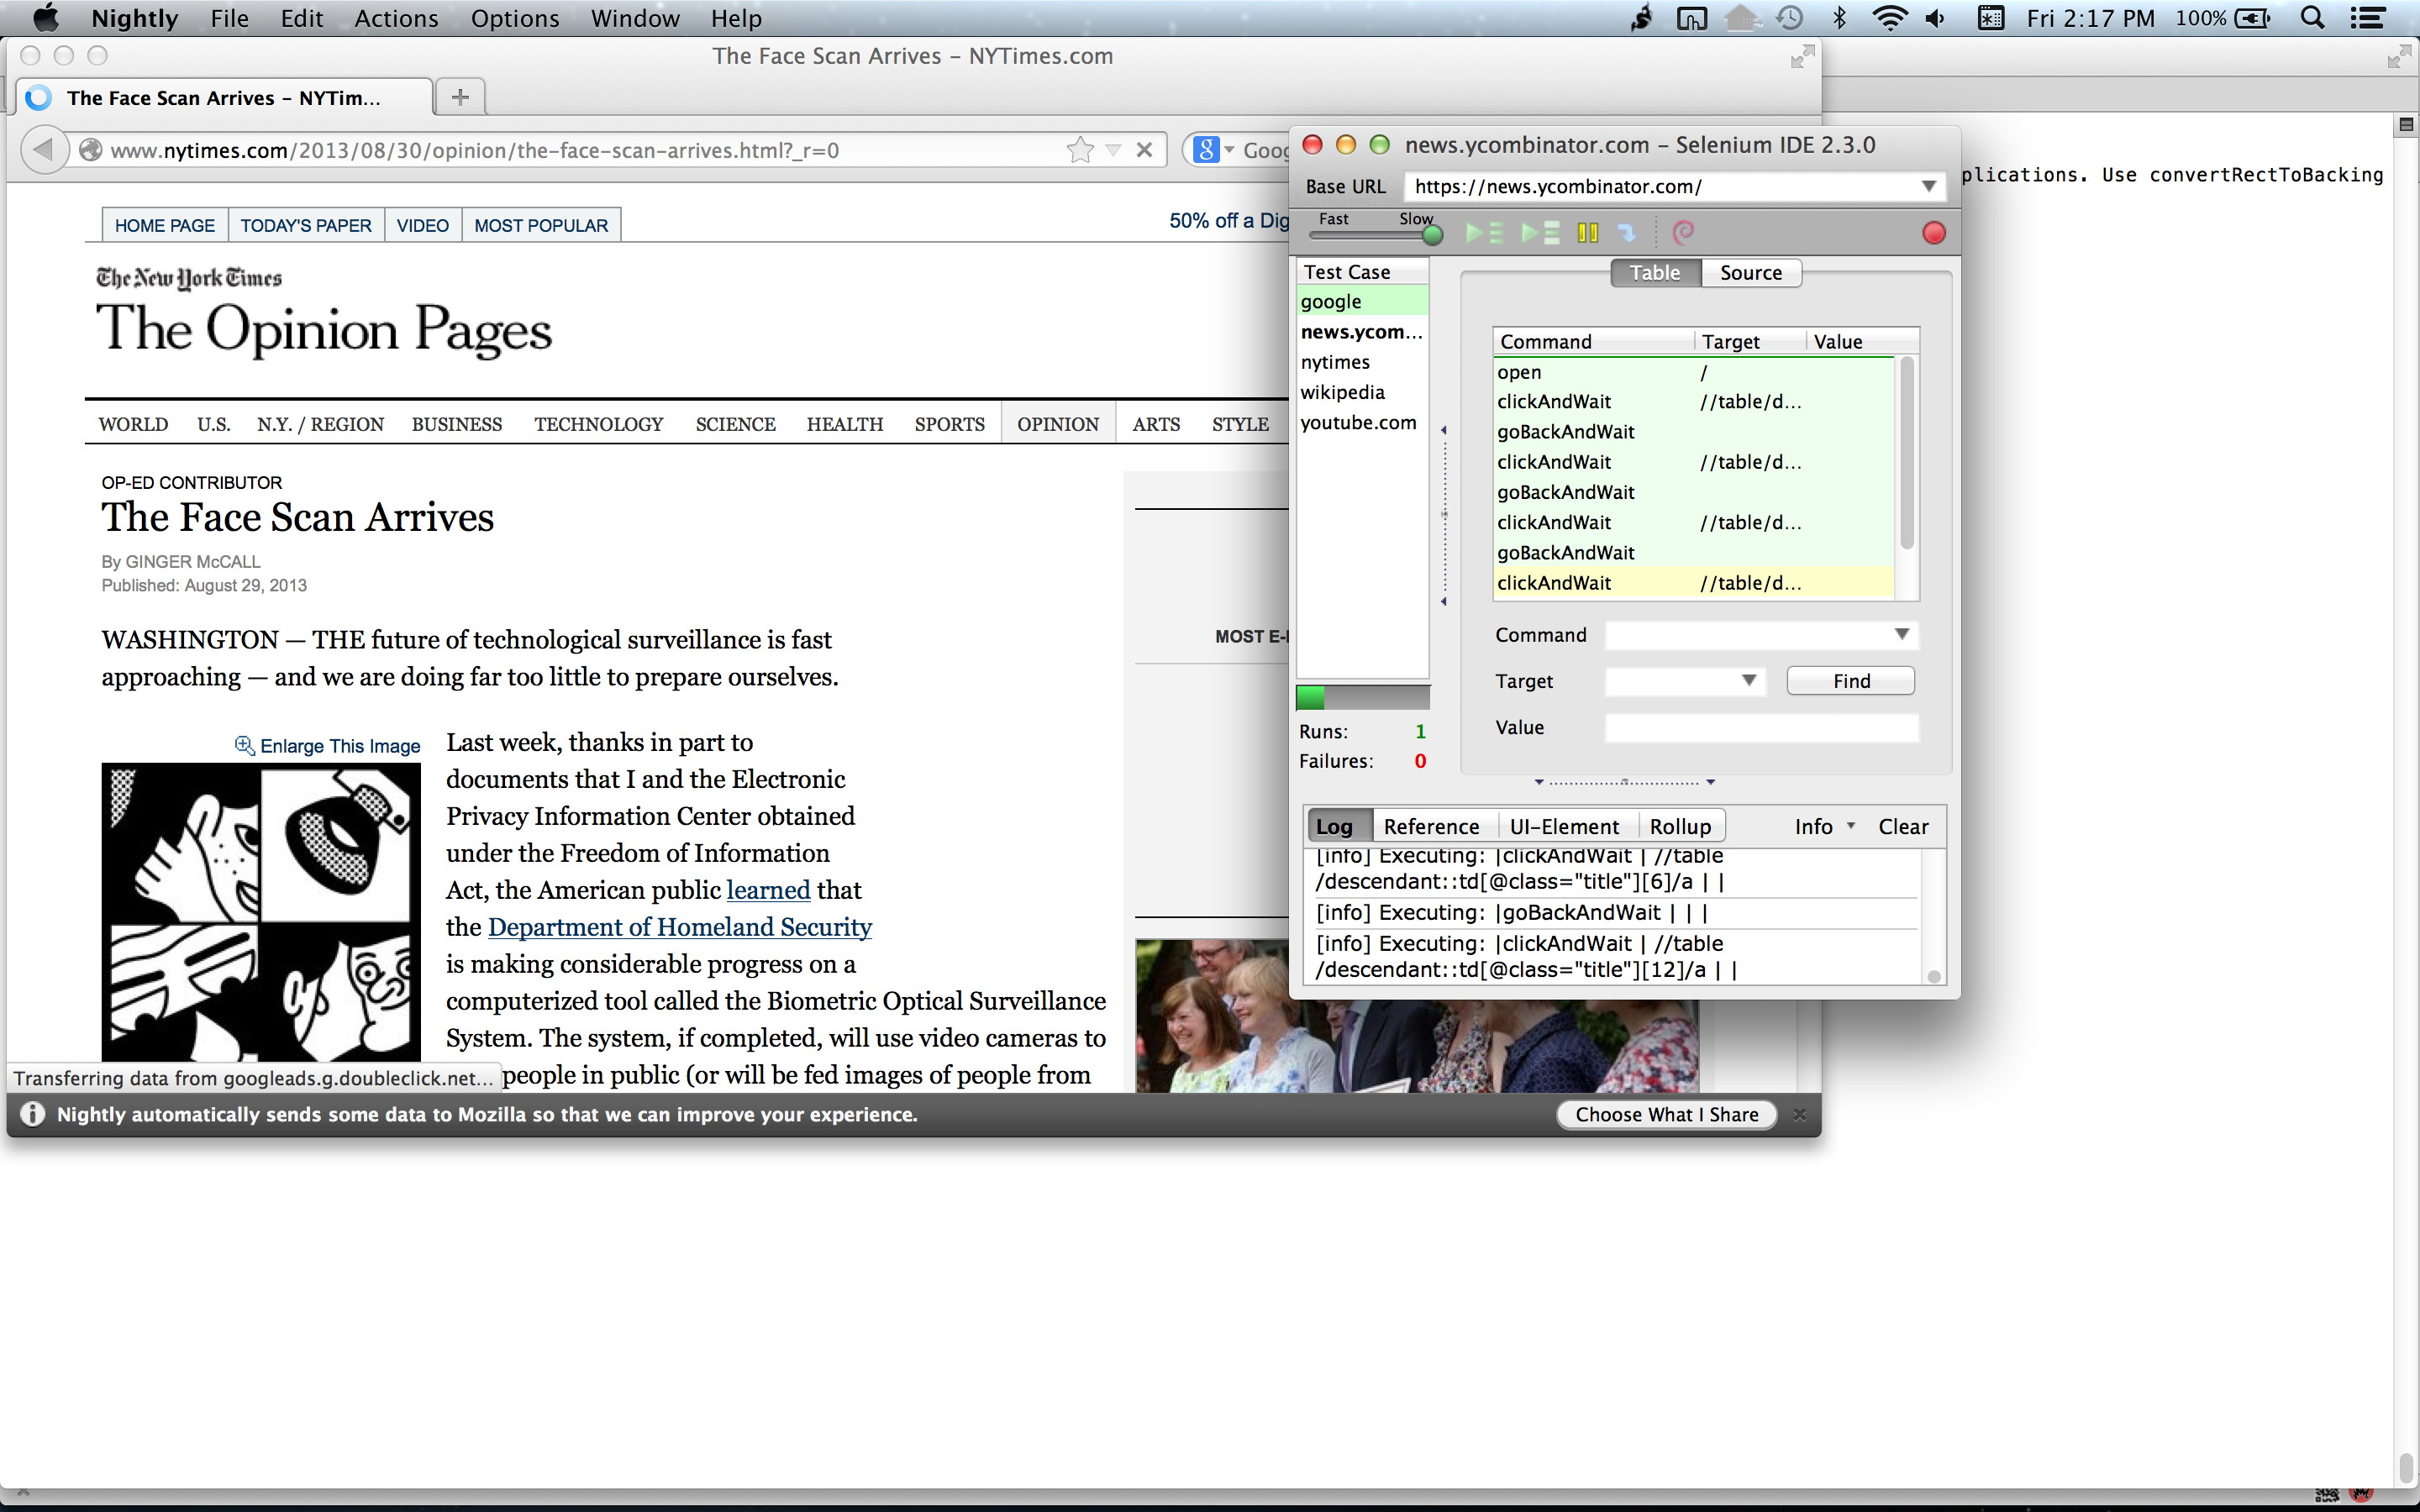 Nightly File Edit Actions Options Window Help
Fri 2:17 PM 100%
The Face Scan Arrives – NYTimes.com
The Face Scan Arrives – NYTim...
www.nytimes.com/2013/08/30/opinion/the-face-scan-arrives.html?_r=0
HOME PAGE TODAY'S PAPER VIDEO MOST POPULAR
50% off a Dig
The New York Times
The Opinion Pages
WORLD U.S. N.Y. / REGION BUSINESS TECHNOLOGY SCIENCE HEALTH SPORTS OPINION ARTS STYLE
OP-ED CONTRIBUTOR
The Face Scan Arrives
By GINGER McCALL
Published: August 29, 2013
WASHINGTON — THE future of technological surveillance is fast
approaching — and we are doing far too little to prepare ourselves.
Enlarge This Image
Last week, thanks in part to
documents that I and the Electronic
Privacy Information Center obtained
under the Freedom of Information
Act, the American public learned that
the Department of Homeland Security
is making considerable progress on a
computerized tool called the Biometric Optical Surveillance
System. The system, if completed, will use video cameras to
people in public (or will be fed images of people from
MOST E-
Transferring data from googleads.g.doubleclick.net...
Nightly automatically sends some data to Mozilla so that we can improve your experience.
Choose What I Share
news.ycombinator.com – Selenium IDE 2.3.0
Base URL https://news.ycombinator.com/
Fast Slow
Test Case
google
news.ycom...
nytimes
wikipedia
youtube.com
Runs: 1
Failures: 0
Table Source
Command Target Value
open /
clickAndWait //table/d...
goBackAndWait
clickAndWait //table/d...
goBackAndWait
clickAndWait //table/d...
goBackAndWait
clickAndWait //table/d...
Command
Target Find
Value
Log Reference UI-Element Rollup Info Clear
[info] Executing: |clickAndWait | //table
/descendant::td[@class="title"][6]/a | |
[info] Executing: |goBackAndWait | | |
[info] Executing: |clickAndWait | //table
/descendant::td[@class="title"][12]/a | |
plications. Use convertRectToBacking